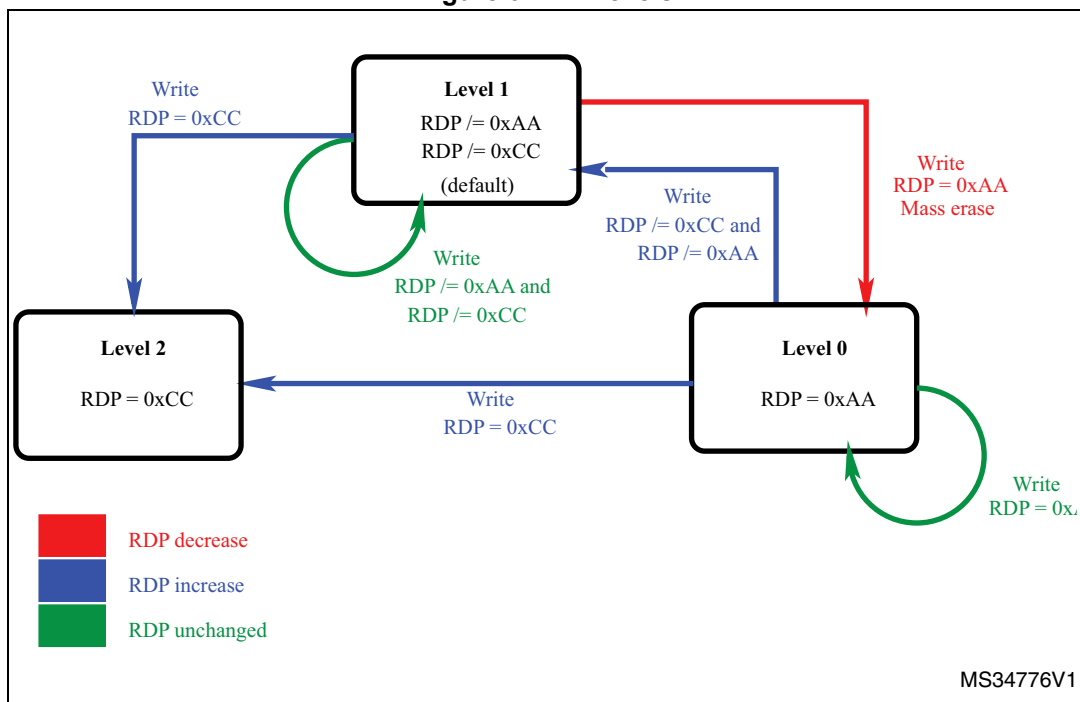 Write
RDP = 0xCC
Level 1
RDP /= 0xAA
RDP /= 0xCC
(default)
Write
RDP = 0xAA
Mass erase
Write
RDP /= 0xCC and
RDP /= 0xAA
Write
RDP /= 0xAA and
RDP /= 0xCC
Level 2
RDP = 0xCC
Level 0
RDP = 0xAA
Write
RDP = 0xCC
Write
RDP =
RDP decrease
RDP increase
RDP unchanged
MS34776V1